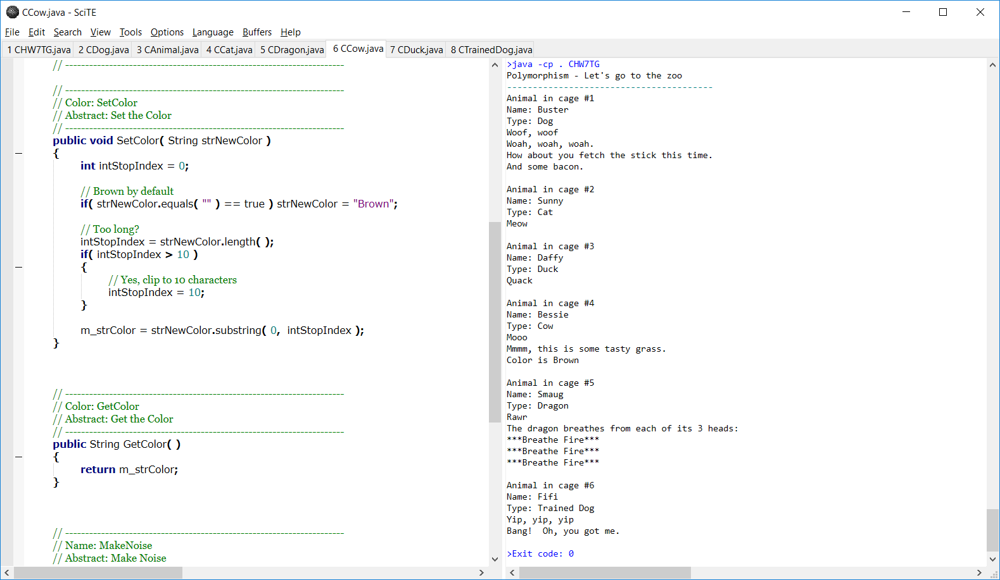 CCow.java - SciTE
File Edit Search View Tools Options Language Buffers Help
1 CHW7TG.java 2 CDog.java 3 CAnimal.java 4 CCat.java 5 CDragon.java 6 CCow.java 7 CDuck.java 8 CTrainedDog.java
// ----------------------------------------------------------------------
// ----------------------------------------------------------------------
// Color: SetColor
// Abstract: Set the Color
// ----------------------------------------------------------------------
public void SetColor( String strNewColor )
{
int intStopIndex = 0;
// Brown by default
if( strNewColor.equals( "" ) == true ) strNewColor = "Brown";
// Too long?
intStopIndex = strNewColor.length( );
if( intStopIndex > 10 )
{
// Yes, clip to 10 characters
intStopIndex = 10;
}
m_strColor = strNewColor.substring( 0, intStopIndex );
}
// ----------------------------------------------------------------------
// Color: GetColor
// Abstract: Get the Color
// ----------------------------------------------------------------------
public String GetColor( )
{
return m_strColor;
}
// ----------------------------------------------------------------------
// Name: MakeNoise
// Abstract: Make Noise
>java -cp . CHW7TG
Polymorphism - Let's go to the zoo
----------------------------------------
Animal in cage #1
Name: Buster
Type: Dog
Woof, woof
Woah, woah, woah.
How about you fetch the stick this time.
And some bacon.
Animal in cage #2
Name: Sunny
Type: Cat
Meow
Animal in cage #3
Name: Daffy
Type: Duck
Quack
Animal in cage #4
Name: Bessie
Type: Cow
Mooo
Mmmm, this is some tasty grass.
Color is Brown
Animal in cage #5
Name: Smaug
Type: Dragon
Rawr
The dragon breathes from each of its 3 heads:
***Breathe Fire***
***Breathe Fire***
***Breathe Fire***
Animal in cage #6
Name: Fifi
Type: Trained Dog
Yip, yip, yip
Bang!  Oh, you got me.
>Exit code: 0